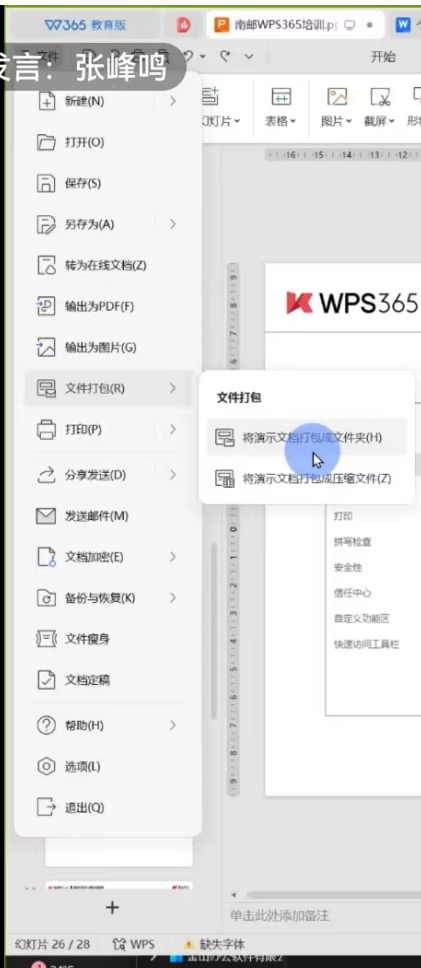 365 教育版
南邮WPS365培训.p
发言：张峰鸣
开始
新建(N)
幻灯片
表格
图片
截屏
打开(O)
保存(S)
16 15 14 13 12
另存为(A)
转为在线文档(Z)
输出为PDF(F)
WPS365
输出为图片(G)
文件打包(R)
文件打包
打印(P)
将演示文档打包成文件夹(H)
分享发送(D)
将演示文档打包成压缩文件(Z)
发送邮件(M)
打印
拼写检查
文档加密(E)
安全性
备份与恢复(K)
信任中心
自定义功能区
文件瘦身
快速访问工具栏
文档定稿
帮助(H)
选项(L)
退出(Q)
单击此处添加备注
幻灯片 26 / 28
WPS
缺失字体